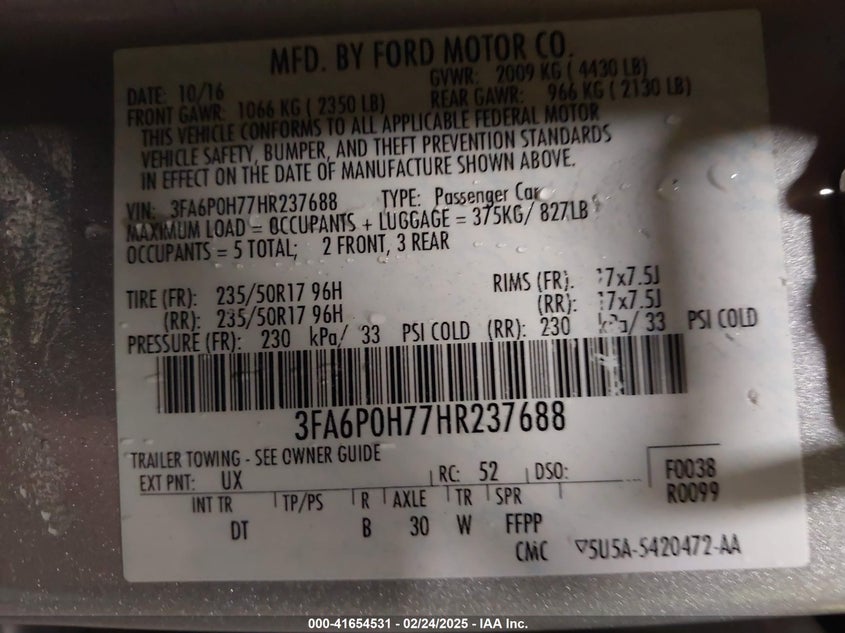 MFD. BY FORD MOTOR CO.
DATE: 10/16 GVWR: 2009 KG ( 4430 LB)
FRONT GAWR: 1066 KG ( 2350 LB) REAR GAWR: 966 KG ( 2130 LB)
THIS VEHICLE CONFORMS TO ALL APPLICABLE FEDERAL MOTOR
VEHICLE SAFETY, BUMPER, AND THEFT PREVENTION STANDARDS
IN EFFECT ON THE DATE OF MANUFACTURE SHOWN ABOVE.
VIN: 3FA6P0H77HR237688 TYPE: Passenger Car
MAXIMUM LOAD = OCCUPANTS + LUGGAGE = 375KG/ 827LB
OCCUPANTS = 5 TOTAL; 2 FRONT, 3 REAR
TIRE (FR): 235/50R17 96H RIMS (FR): 17x7.5J
(RR): 235/50R17 96H (RR): 17x7.5J
PRESSURE (FR): 230 kPa/ 33 PSI COLD (RR): 230 kPa/ 33 PSI COLD
3FA6P0H77HR237688
TRAILER TOWING - SEE OWNER GUIDE
EXT PNT: UX RC: 52 DSO: F0038
R0099
INT TR TP/PS R AXLE TR SPR
DT B 30 W FFPP
CMC ▽5U5A-5420472-AA
000-41654531 - 02/24/2025 - IAA Inc.